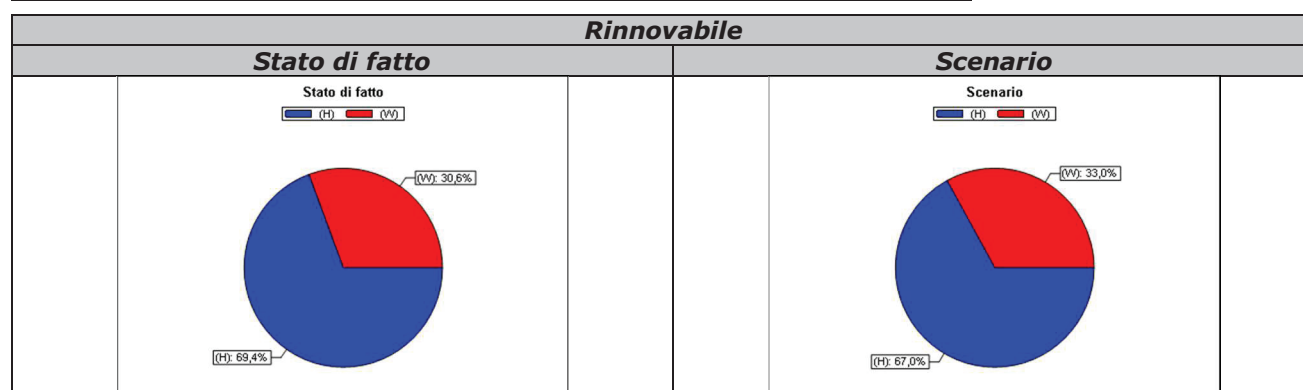 Rinnovabile
Stato di fatto Scenario
Stato di fatto
(H) (W)
(W): 30,6%
(H): 69,4%
Scenario
(H) (W)
(W): 33,0%
(H): 67,0%